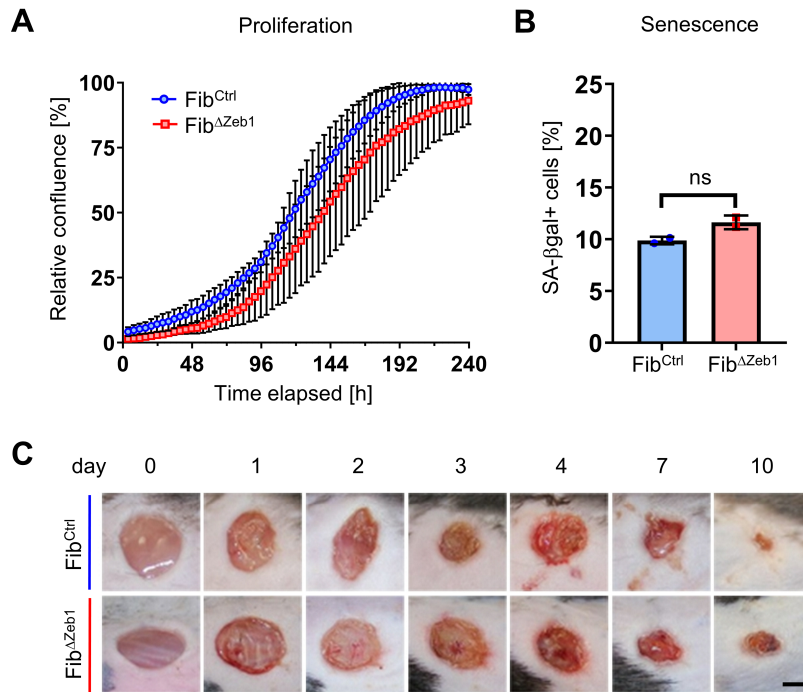 A
Proliferation
Relative confluence [%]
100
75
50
25
0
Fib^Ctrl
Fib^ΔZeb1
0 48 96 144 192 240
Time elapsed [h]
B
Senescence
SA-βgal+ cells [%]
25
20
15
10
5
0
ns
Fib^Ctrl Fib^ΔZeb1
C
day 0 1 2 3 4 7 10
Fib^Ctrl
Fib^ΔZeb1